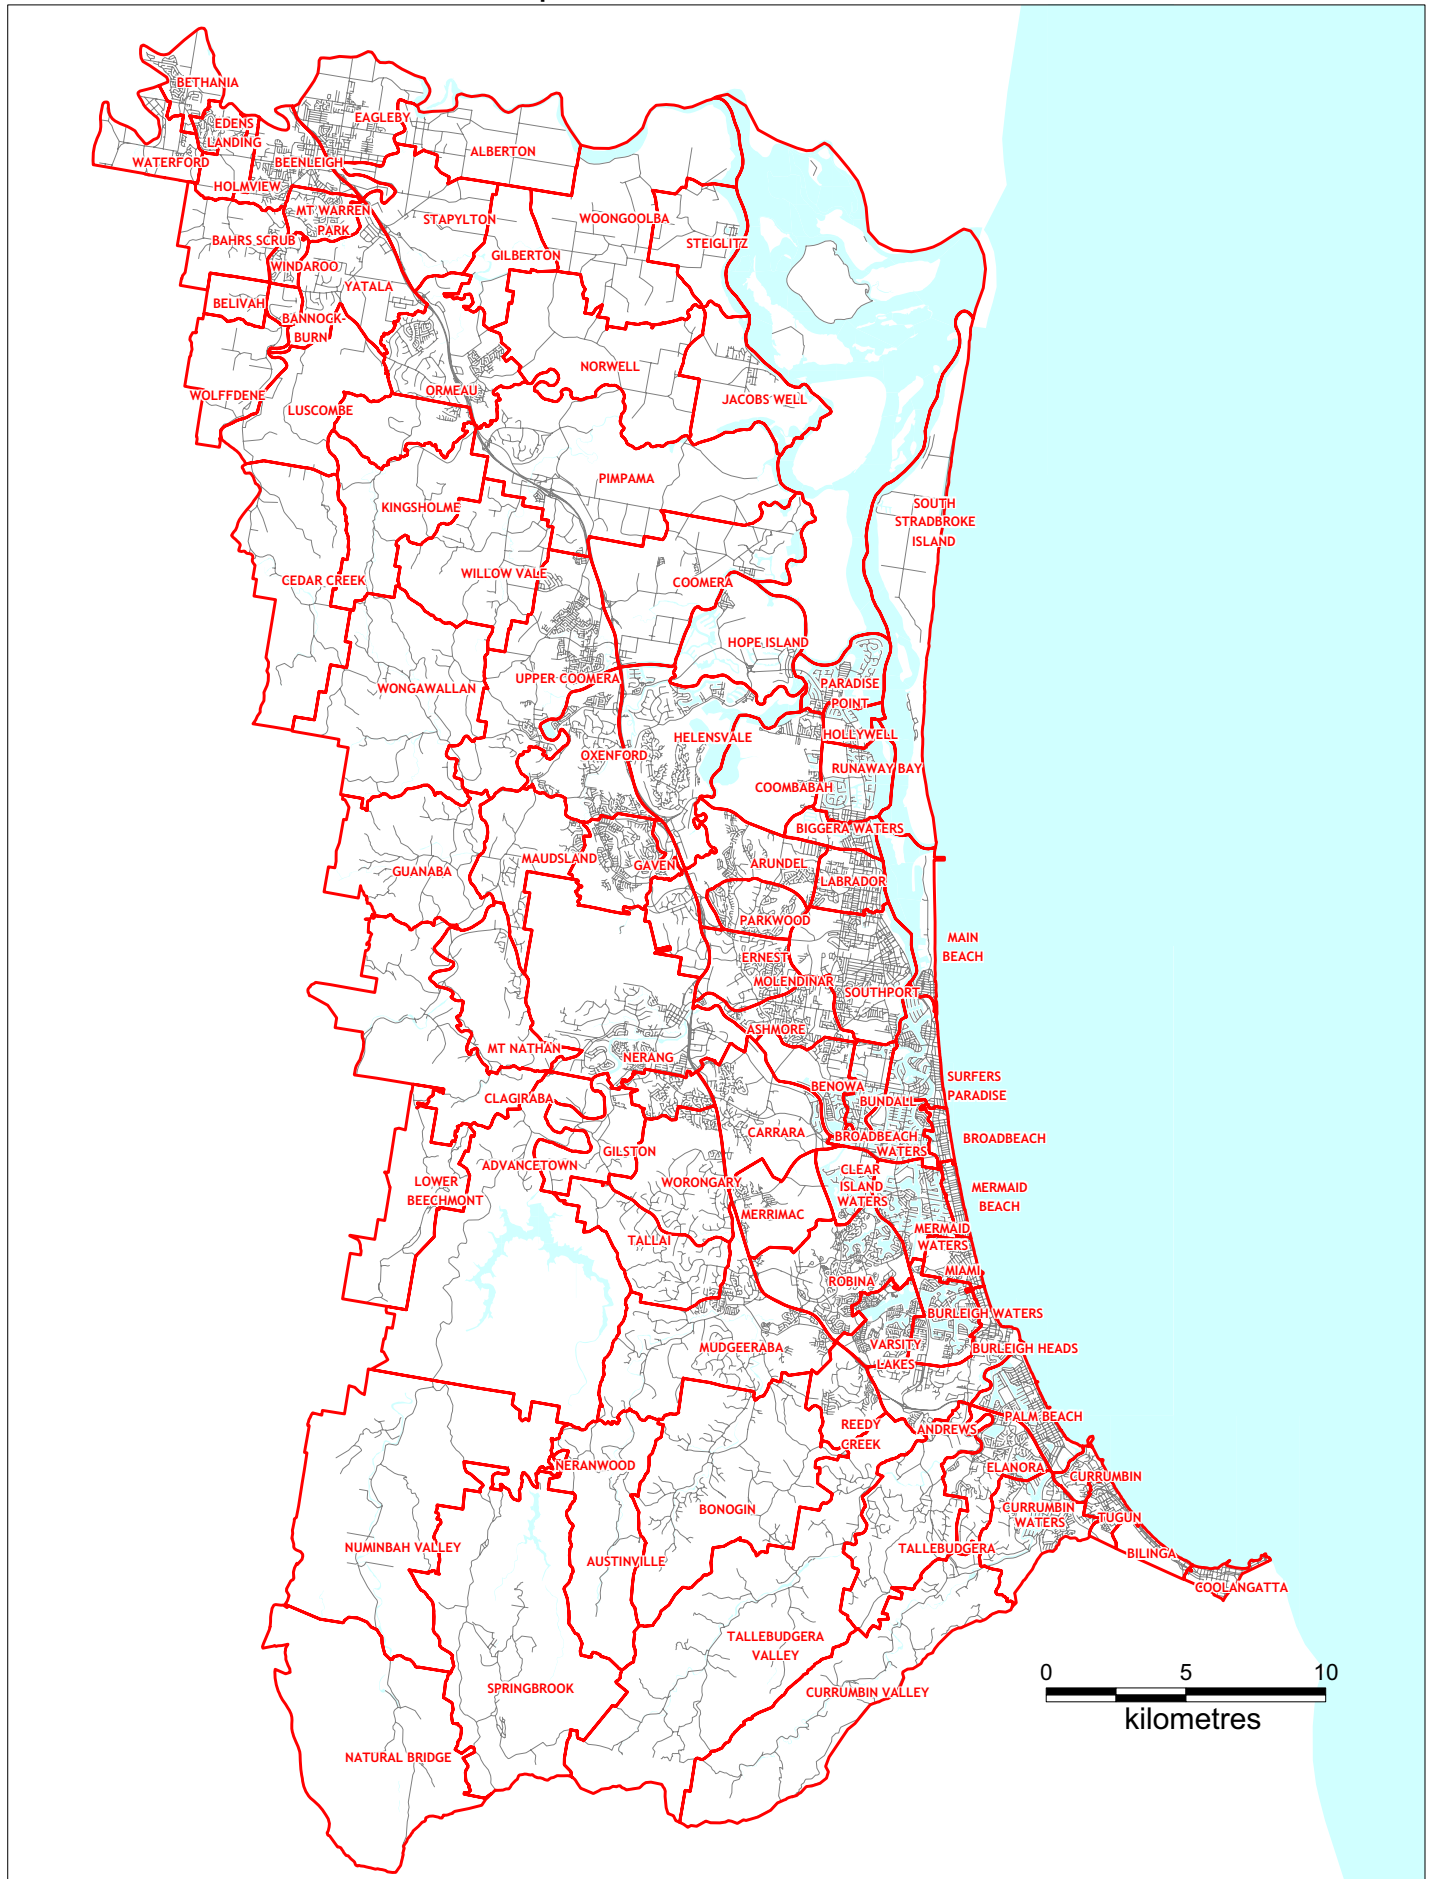 BETHANIA
EDENS
LANDING
EAGLEBY
WATERFORD
BEENLEIGH
ALBERTON
HOLMVIEW
MT WARREN
PARK
STAPYLTON
WOONGOOLBA
BAHRS SCRUB
STEIGLITZ
GILBERTON
WINDAROO
YATALA
BELIVAH
BANNOCK-
BURN
NORWELL
WOLFFDENE
ORMEAU
JACOBS WELL
LUSCOMBE
PIMPAMA
KINGSHOLME
SOUTH
STRADBROKE
ISLAND
CEDAR CREEK
WILLOW VALE
COOMERA
HOPE ISLAND
UPPER COOMERA
PARADISE
POINT
WONGAWALLAN
HELENSVALE
HOLLYWELL
OXENFORD
RUNAWAY BAY
COOMBABAH
BIGGERA WATERS
MAUDSLAND
GAVEN
ARUNDEL
GUANABA
LABRADOR
PARKWOOD
MAIN
BEACH
ERNEST
MOLENDINAR
SOUTHPORT
ASHMORE
MT NATHAN
NERANG
SURFERS
PARADISE
BENOWA
CLAGIRABA
BUNDALL
CARRARA
BROADBEACH
WATERS
BROADBEACH
GILSTON
ADVANCETOWN
CLEAR
ISLAND
WATERS
LOWER
BEECHMONT
WORONGARY
MERMAID
BEACH
MERRIMAC
MERMAID
WATERS
TALLAI
MIAMI
ROBINA
BURLEIGH WATERS
MUDGEERABA
VARSITY
LAKES
BURLEIGH HEADS
REEDY
CREEK
ANDREWS
PALM BEACH
NERANWOOD
ELANORA
CURRUMBIN
BONOGIN
CURRUMBIN
WATERS
TUGUN
NUMINBAH VALLEY
AUSTINVILLE
TALLEBUDGERA
BILINGA
COOLANGATTA
TALLEBUDGERA
VALLEY
SPRINGBROOK
CURRUMBIN VALLEY
NATURAL BRIDGE
0 5 10
kilometres